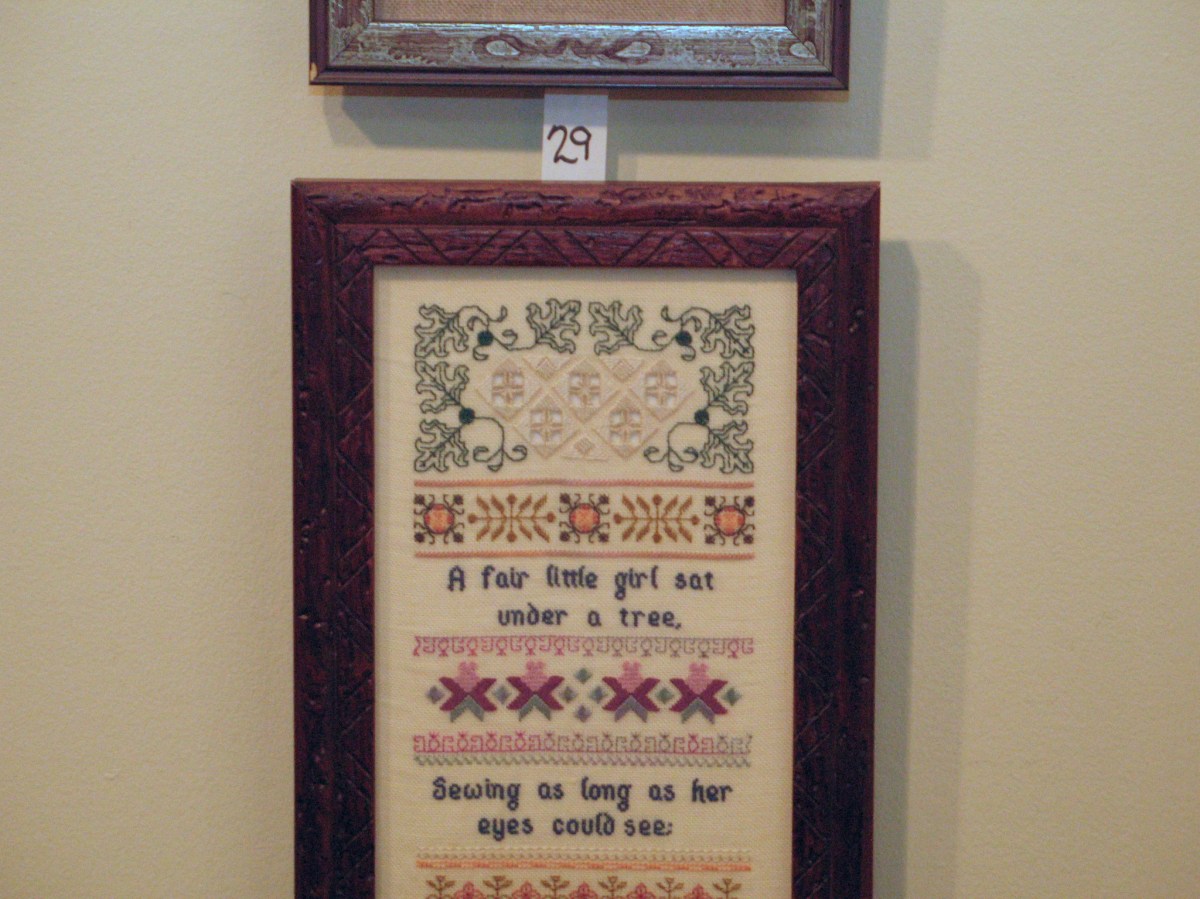 29
A fair little girl sat
under a tree,
Sewing as long as her
eyes could see;